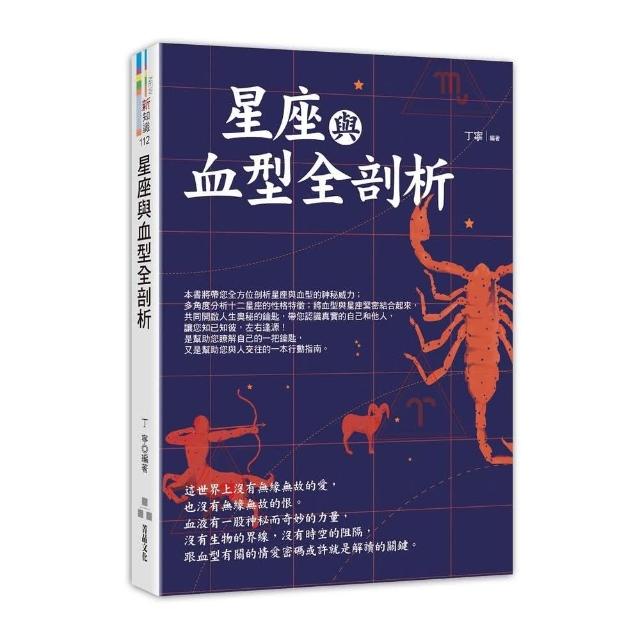 新知識
112
星座與血型全剖析
丁寧◎編著
菁品文化
星座與
血型全剖析
丁寧｜編著
本書將帶您全方位剖析星座與血型的神秘威力；
多角度分析十二星座的性格特徵；將血型與星座緊密結合起來，
共同開啟人生奧秘的鑰匙，帶您認識真實的自己和他人，
讓您知己知彼，左右逢源！
是幫助您瞭解自己的一把鑰匙，
又是幫助您與人交往的一本行動指南。
這世界上沒有無緣無故的愛，
也沒有無緣無故的恨。
血液有一股神秘而奇妙的力量，
沒有生物的界線，沒有時空的阻隔，
跟血型有關的情愛密碼或許就是解讀的關鍵。